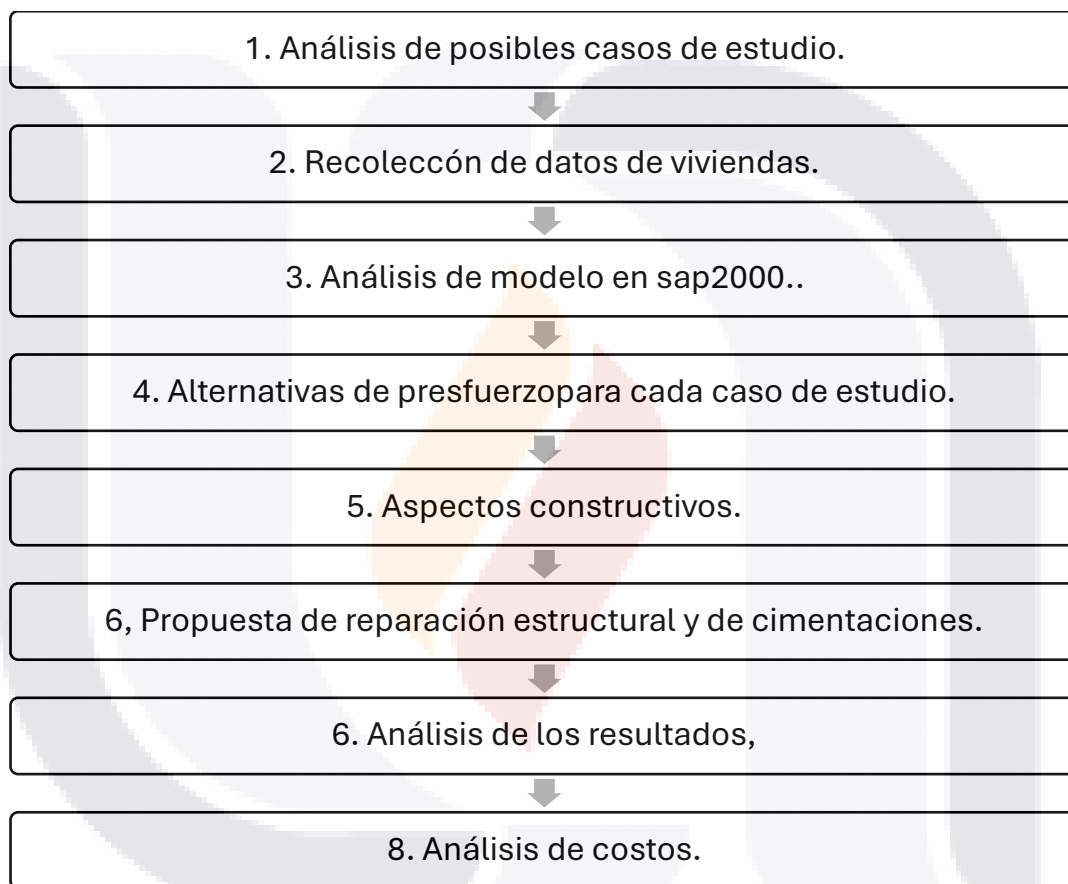 1. Análisis de posibles casos de estudio.
2. Recoleccón de datos de viviendas.
3. Análisis de modelo en sap2000..
4. Alternativas de presfuerzopara cada caso de estudio.
5. Aspectos constructivos.
6, Propuesta de reparación estructural y de cimentaciones.
6. Análisis de los resultados,
8. Análisis de costos.